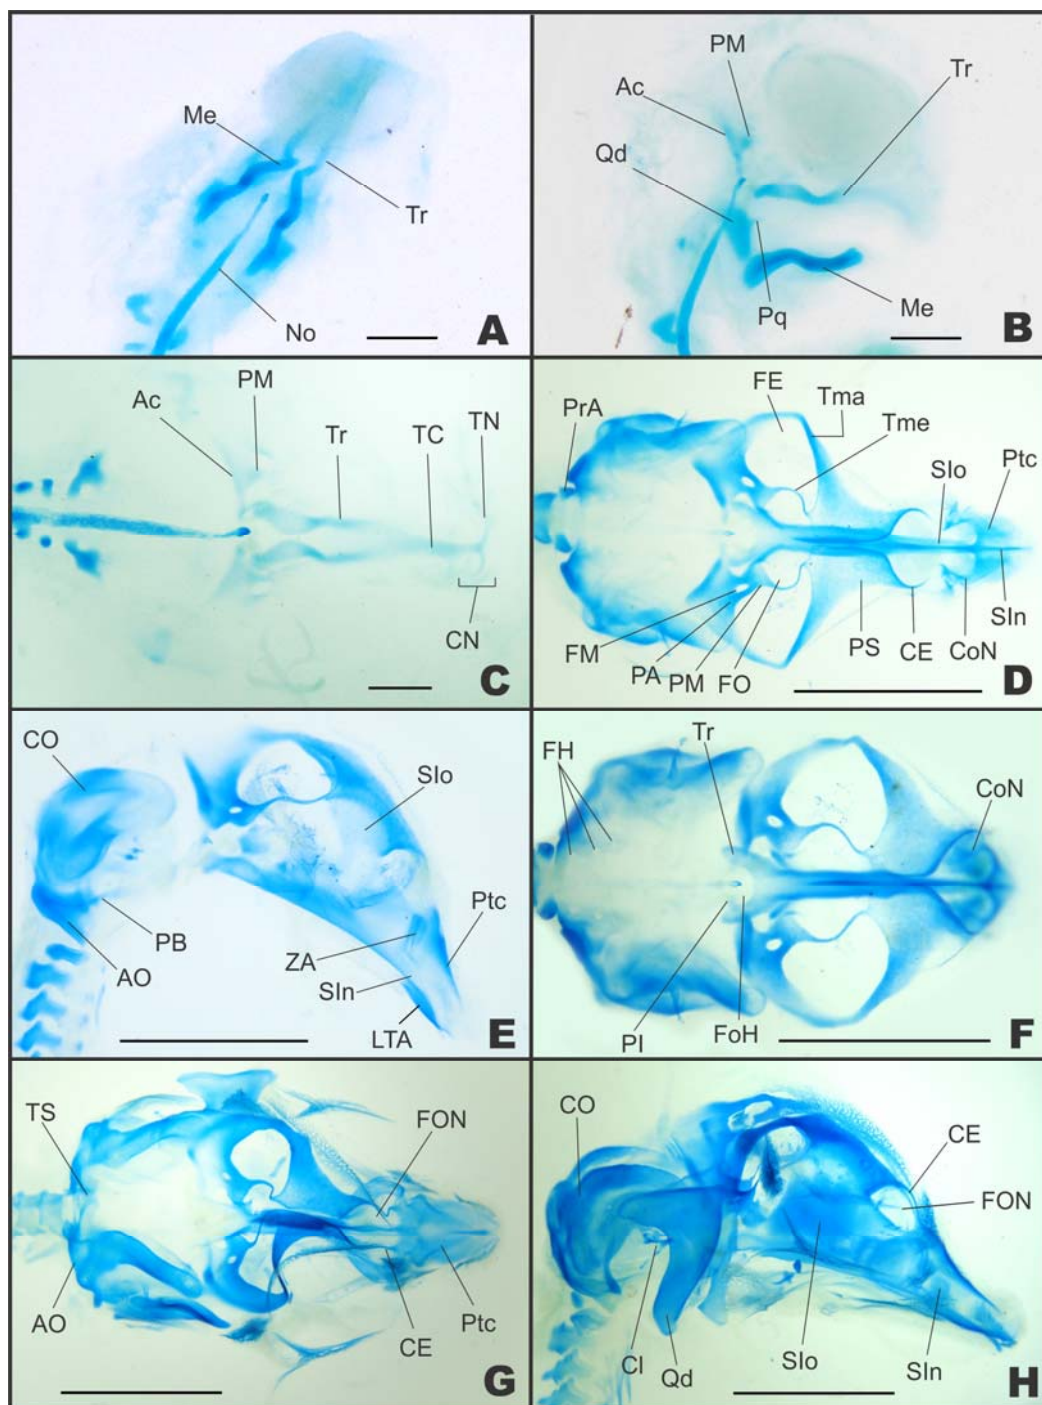 Me
Tr
No
A
PM
Ac
Tr
Qd
Pq
Me
B
PM
Ac
Tr
TC
TN
CN
C
FE
PrA
Tma
Tme
SIo
Ptc
SIn
FM
PA
PM
FO
PS
CE
CoN
D
CO
SIo
Ptc
PB
AO
ZA
SIn
LTA
E
Tr
FH
CoN
PI
FoH
F
TS
FON
AO
CE
Ptc
G
CO
CE
FON
Cl
Qd
SIo
SIn
H